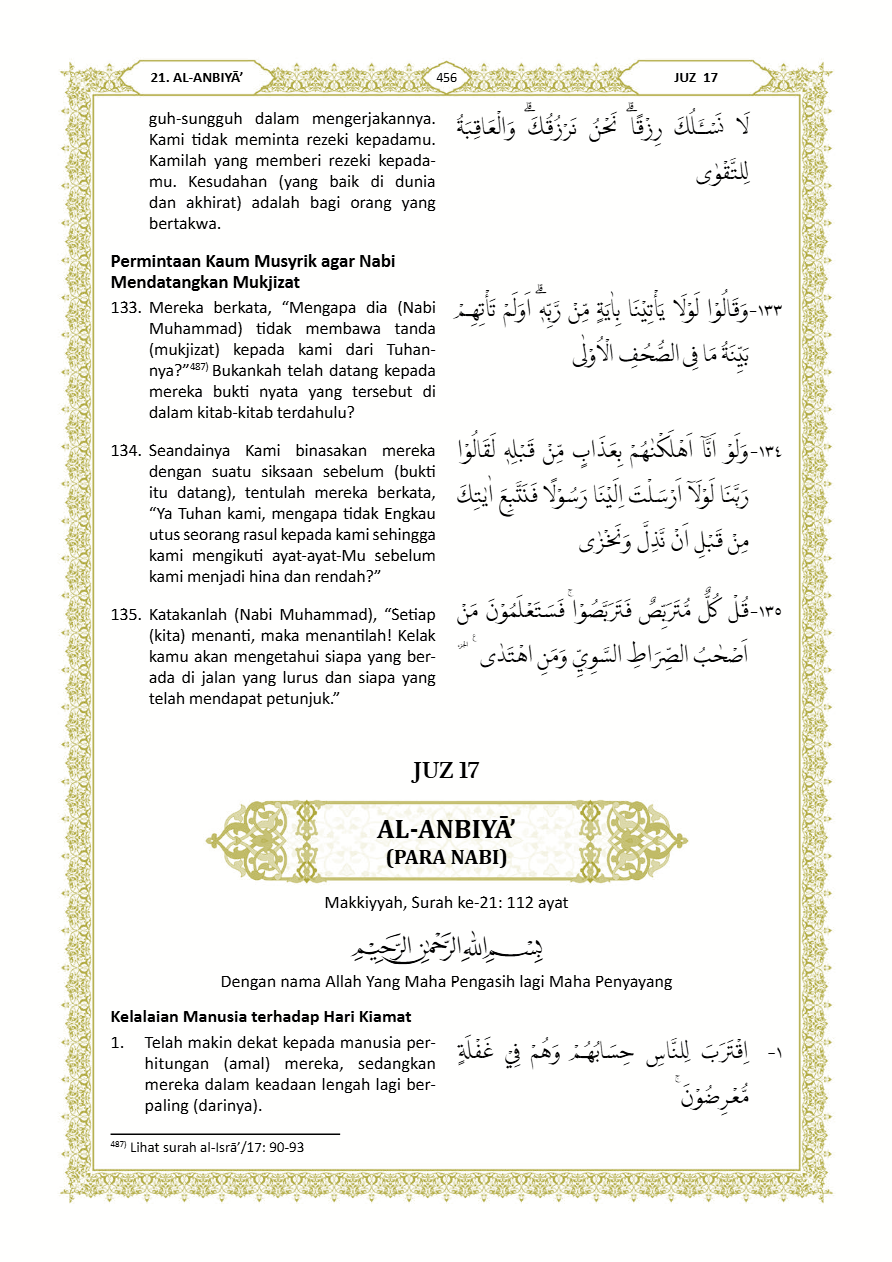 21. AL-ANBIYĀ’
456
JUZ 17
guh-sungguh dalam mengerjakannya.
Kami tidak meminta rezeki kepadamu.
Kamilah yang memberi rezeki kepada-
mu. Kesudahan (yang baik di dunia
dan akhirat) adalah bagi orang yang
bertakwa.
لَا نَسْـَٔلُكَ رِزْقًاۗ نَحْنُ نَرْزُقُكَۗ وَالْعَاقِبَةُ
لِلتَّقْوٰى
Permintaan Kaum Musyrik agar Nabi
Mendatangkan Mukjizat
133. Mereka berkata, “Mengapa dia (Nabi
Muhammad) tidak membawa tanda
(mukjizat) kepada kami dari Tuhan-
nya?”487) Bukankah telah datang kepada
mereka bukti nyata yang tersebut di
dalam kitab-kitab terdahulu?
١٣٣-وَقَالُوْا لَوْلَا يَأْتِيْنَا بِاٰيَةٍ مِّنْ رَّبِّهٖۗ اَوَلَمْ تَأْتِهِمْ
بَيِّنَةُ مَا فِى الصُّحُفِ الْاُوْلٰى
134. Seandainya Kami binasakan mereka
dengan suatu siksaan sebelum (bukti
itu datang), tentulah mereka berkata,
“Ya Tuhan kami, mengapa tidak Engkau
utus seorang rasul kepada kami sehingga
kami mengikuti ayat-ayat-Mu sebelum
kami menjadi hina dan rendah?”
١٣٤-وَلَوْ اَنَّآ اَهْلَكْنٰهُمْ بِعَذَابٍ مِّنْ قَبْلِهٖ لَقَالُوْا
رَبَّنَا لَوْلَآ اَرْسَلْتَ اِلَيْنَا رَسُوْلًا فَنَتَّبِعَ اٰيٰتِكَ
مِنْ قَبْلِ اَنْ نَّذِلَّ وَنَخْزٰى
135. Katakanlah (Nabi Muhammad), “Setiap
(kita) menanti, maka menantilah! Kelak
kamu akan mengetahui siapa yang ber-
ada di jalan yang lurus dan siapa yang
telah mendapat petunjuk.”
١٣٥-قُلْ كُلٌّ مُّتَرَبِّصٌ فَتَرَبَّصُوْاۚ فَسَتَعْلَمُوْنَ مَنْ
اَصْحٰبُ الصِّرَاطِ السَّوِيِّ وَمَنِ اهْتَدٰى
JUZ 17
AL-ANBIYĀ’
(PARA NABI)
Makkiyyah, Surah ke-21: 112 ayat
بِسْمِ اللّٰهِ الرَّحْمٰنِ الرَّحِيْمِ
Dengan nama Allah Yang Maha Pengasih lagi Maha Penyayang
Kelalaian Manusia terhadap Hari Kiamat
1. Telah makin dekat kepada manusia per-
hitungan (amal) mereka, sedangkan
mereka dalam keadaan lengah lagi ber-
paling (darinya).
١- اِقْتَرَبَ لِلنَّاسِ حِسَابُهُمْ وَهُمْ فِيْ غَفْلَةٍ
مُّعْرِضُوْنَۚ
487) Lihat surah al-Isrā’/17: 90-93